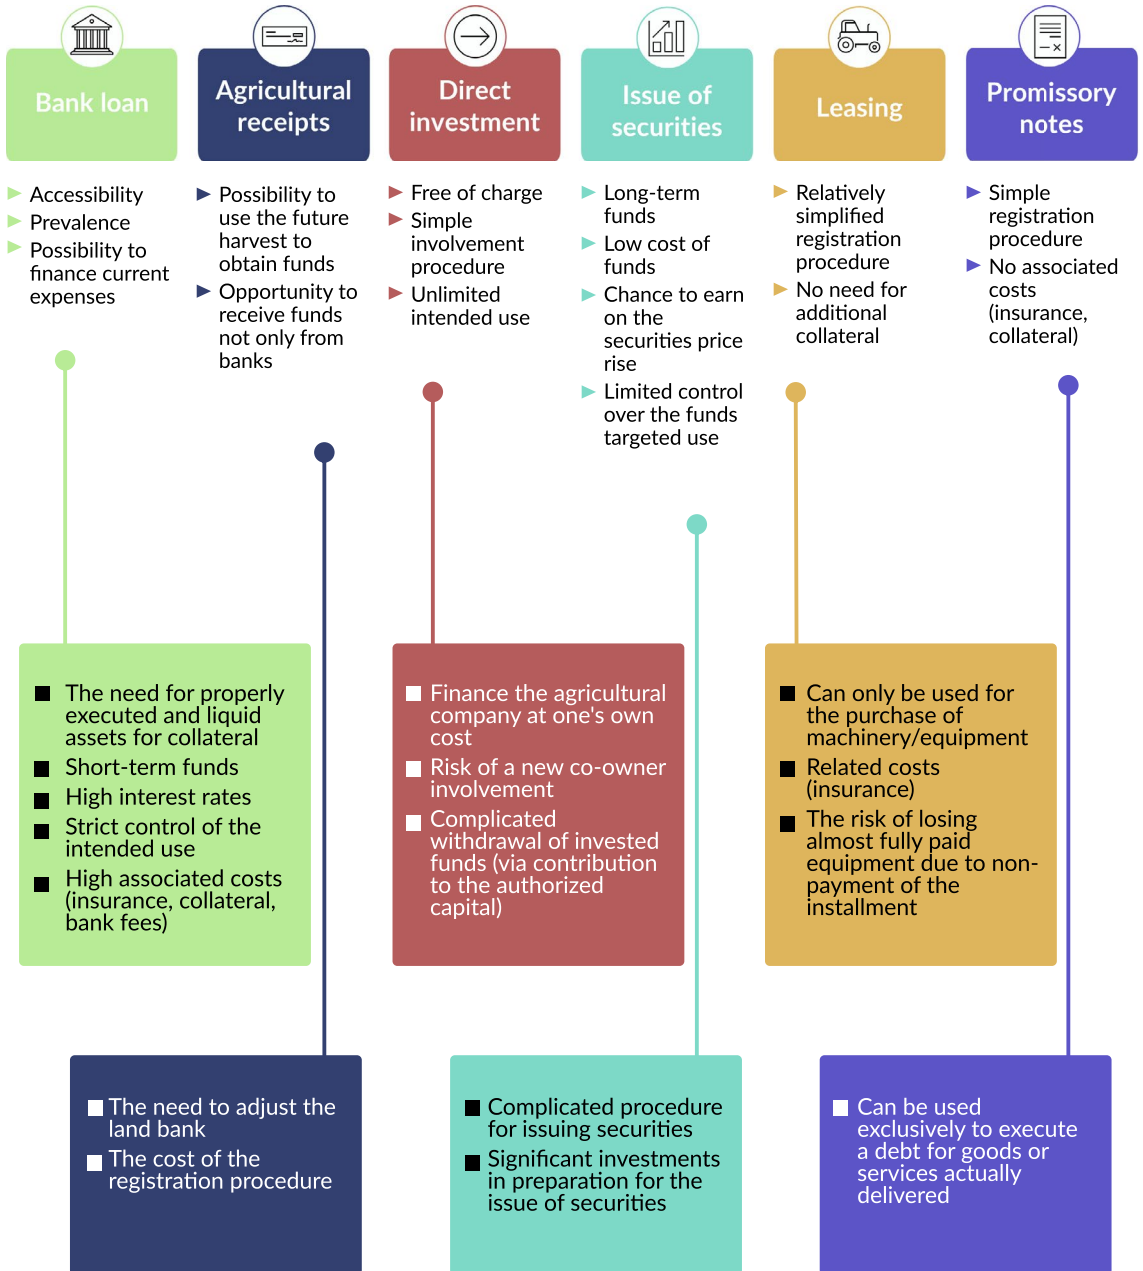 Bank loan
Agricultural
receipts
Direct
investment
Issue of
securities
Leasing
Promissory
notes
Accessibility
Prevalence
Possibility to
finance current
expenses
Possibility to
use the future
harvest to
obtain funds
Opportunity to
receive funds
not only from
banks
Free of charge
Simple
involvement
procedure
Unlimited
intended use
Long-term
funds
Low cost of
funds
Chance to earn
on the
securities price
rise
Limited control
over the funds
targeted use
Relatively
simplified
registration
procedure
No need for
additional
collateral
Simple
registration
procedure
No associated
costs
(insurance,
collateral)
The need for properly
executed and liquid
assets for collateral
Short-term funds
High interest rates
Strict control of the
intended use
High associated costs
(insurance, collateral,
bank fees)
Finance the agricultural
company at one's own
cost
Risk of a new co-owner
involvement
Complicated
withdrawal of invested
funds (via contribution
to the authorized
capital)
Can only be used for
the purchase of
machinery/equipment
Related costs
(insurance)
The risk of losing
almost fully paid
equipment due to non-
payment of the
installment
The need to adjust the
land bank
The cost of the
registration procedure
Complicated procedure
for issuing securities
Significant investments
in preparation for the
issue of securities
Can be used
exclusively to execute
a debt for goods or
services actually
delivered